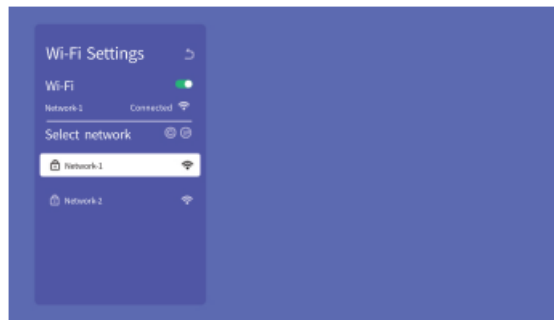 Wi-Fi Settings
Wi-Fi
Network-1 Connected
Select network
Network-1
Network-2